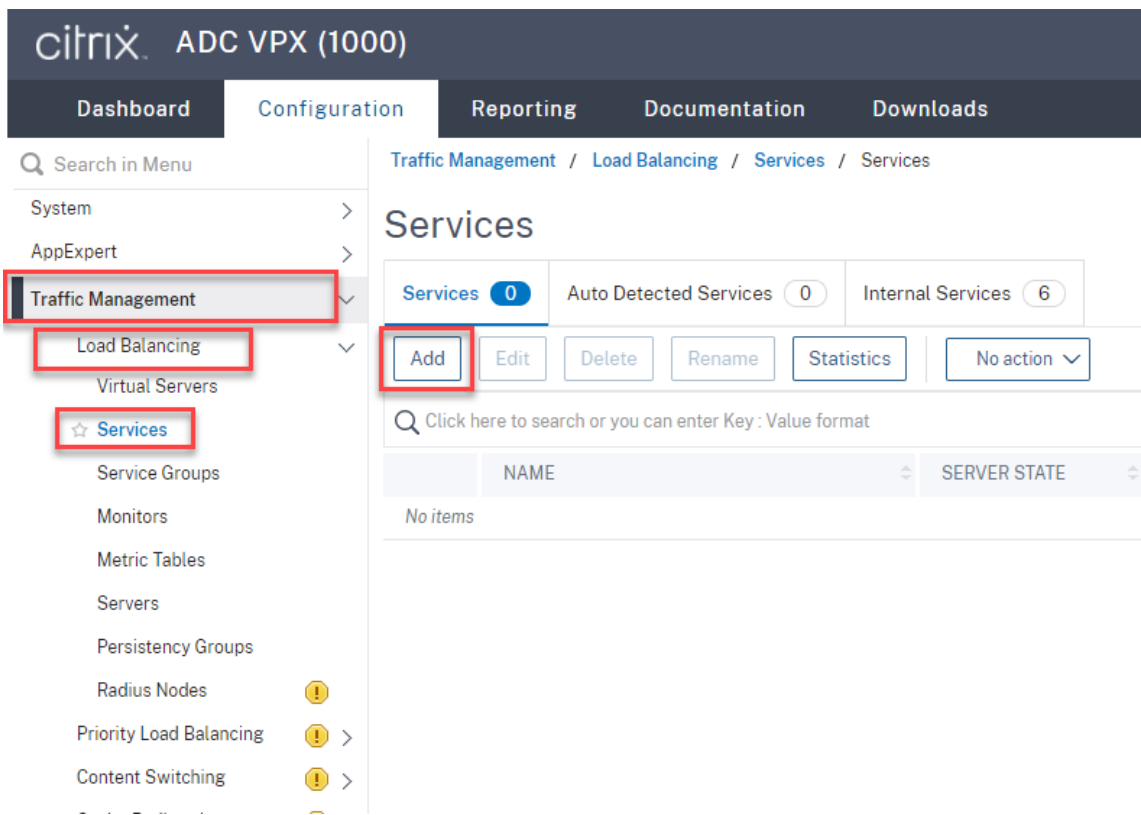 citrix. ADC VPX (1000)
Dashboard Configuration Reporting Documentation Downloads
Search in Menu
System
AppExpert
Traffic Management
Load Balancing
Virtual Servers
Services
Service Groups
Monitors
Metric Tables
Servers
Persistency Groups
Radius Nodes
Priority Load Balancing
Content Switching
Traffic Management / Load Balancing / Services / Services
Services
Services 0 Auto Detected Services 0 Internal Services 6
Add Edit Delete Rename Statistics No action
Click here to search or you can enter Key : Value format
NAME SERVER STATE
No items